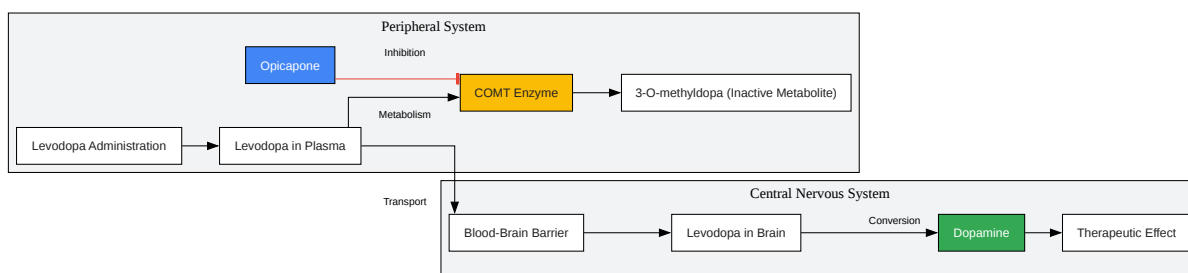 Peripheral System
Inhibition
Opicapone
COMT Enzyme
3-O-methyldopa (Inactive Metabolite)
Metabolism
Levodopa Administration
Levodopa in Plasma
Transport
Central Nervous System
Blood-Brain Barrier
Levodopa in Brain
Conversion
Dopamine
Therapeutic Effect